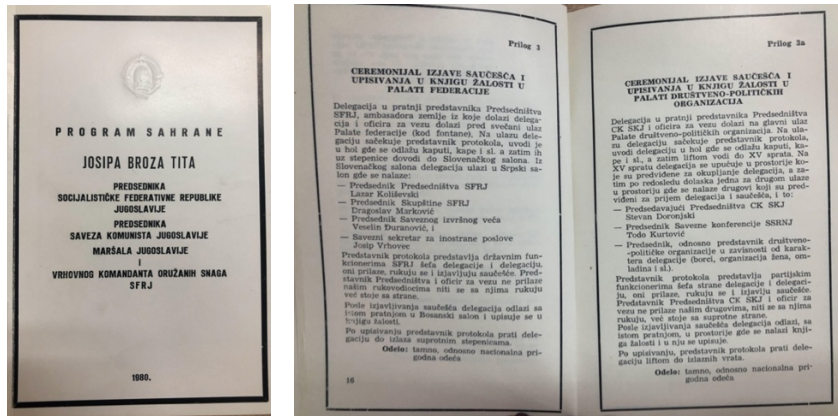 PROGRAM SAHRANE
JOSIPA BROZA TITA
PREDSEDNIKA
SOCIJALISTIČKE FEDERATIVNE REPUBLIKE
JUGOSLAVIJE
PREDSEDNIKA
SAVEZA KOMUNISTA JUGOSLAVIJE
MARŠALA JUGOSLAVIJE
I
VRHOVNOG KOMANDANTA ORUŽANIH SNAGA
SFRJ
1980.
Prilog 3
CEREMONIJAL IZJAVE SAUČEŠĆA I
UPISIVANJA U KNJIGU ŽALOSTI U
PALATI FEDERACIJE
Delegacija u pratnji predstavnika Predsedništva
SFRJ, ambasadora zemlje iz koje dolazi delega-
cija i oficira za vezu dolazi pred svečani ulaz
Palate federacije (kod fontane). Na ulazu dele-
gaciju sačekuje predstavnik protokola, uvodi je
u hol gde se odlažu kaputi, kape i sl. a zatim ih
uz stepenice dovodi do Slovenačkog salona. Iz
Slovenačkog salona delegacija ulazi u Srpski sa-
lon gde se nalaze:
— Predsednik Predsedništva SFRJ
Lazar Koliševski
— Predsednik Skupštine SFRJ
Dragoslav Marković
— Predsednik Saveznog izvršnog veća
Veselin Đuranović, i
— Savezni sekretar za inostrane poslove
Josip Vrhovec
Predstavnik protokola predstavlja državnim fun-
kcionerima SFRJ šefa delegacije i delegaciju,
oni prilaze, rukuju se i izjavljuju saučešće. Pred-
stavnik Predsedništva i oficir za vezu ne prilaze
našim rukovodiocima niti se sa njima rukuju
već stoje sa strane.
Posle izjavljivanja saučešća delegacija odlazi sa
istom pratnjom u Bosanski salon i upisuje se u
knjigu žalosti.
Po upisivanju predstavnik protokola prati dele-
gaciju do izlaza suprotnim stepenicama.
Odelo: tamno, odnosno nacionalna pri-
godna odeća
16
Prilog 3a
CEREMONIJAL IZJAVE SAUČEŠĆA I
UPISIVANJA U KNJIGU ŽALOSTI U
PALATI DRUŠTVENO-POLITIČKIH
ORGANIZACIJA
Delegacija u pratnji predstavnika Predsedništva
CK SKJ i oficira za vezu dolazi na glavni ulaz
Palate društveno-političkih organizacija. Na ula-
zu delegaciju sačekuje predstavnik protokola,
uvodi delegaciju u hol gde se odlažu kaputi, ka-
pe i sl., a zatim liftom vodi do XV sprata. Na
XV spratu delegacija se upućuje u prostorije ko-
je su predviđene za okupljanje delegacija, a za-
tim po redosledu dolaska jedna za drugom ulaze
u prostoriju gde se nalaze drugovi koji su pred-
viđeni za prijem delegacija i saučešća, i to:
— Predsedavajući Predsedništva CK SKJ
Stevan Doronjski
— Predsednik Savezne konferencije SSRNJ
Todo Kurtović
— Predsednik, odnosno predstavnik društveno-
-političke organizacije u zavisnosti od karak-
tera delegacije (borci, organizacija žena, om-
ladina i sl.).
Predstavnik protokola predstavlja partijskim
funkcionerima šefa strane delegacije i delegaci-
ju, oni prilaze, rukuju se i izjavlju saučešće.
Predstavnik Predsedništva CK SKJ i oficir za
vezu ne prilaze našim drugovima, niti se sa njima
rukuju, već stoje sa suprotne strane.
Posle izjavljivanja saučešća delegacija odlazi, sa
istom pratnjom, u prostorije gde se nalazi knji-
ga žalosti i u nju se upisuje.
Po upisivanju, predstavnik protokola prati dele-
gaciju liftom do izlaznih vrata.
Odelo: tamno, odnosno nacionalna pri-
godna odeća